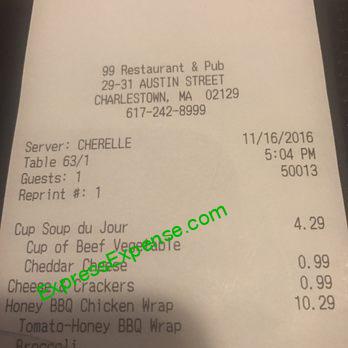 99 Restaurant & Pub
29-31 AUSTIN STREET
CHARLESTOWN, MA 02129
617-242-8999
Server: CHERELLE 11/16/2016
Table 63/1 5:04 PM
Guests: 1 50013
Reprint #: 1
Cup Soup du Jour 4.29
Cup of Beef Vegetable
Cheddar Cheese 0.99
Cheesey Crackers 0.99
Honey BBQ Chicken Wrap 10.29
Tomato-Honey BBQ Wrap
Broccoli
ExpressExpense.com